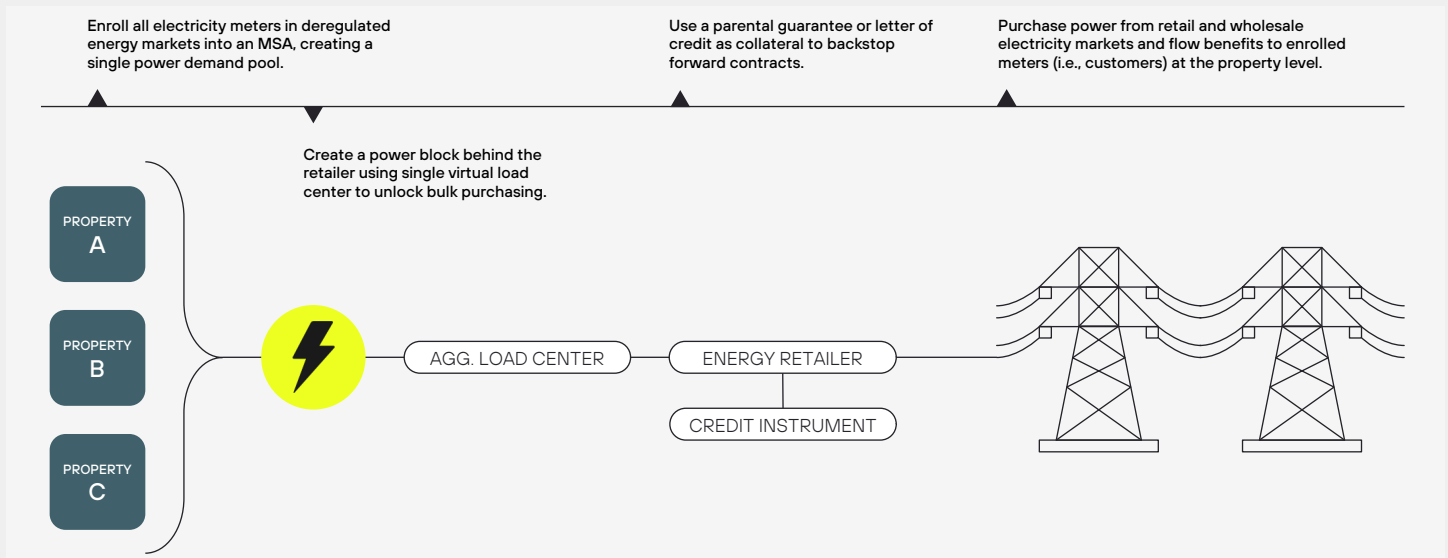 Enroll all electricity meters in deregulated
energy markets into an MSA, creating a
single power demand pool.
Use a parental guarantee or letter of
credit as collateral to backstop
forward contracts.
Purchase power from retail and wholesale
electricity markets and flow benefits to enrolled
meters (i.e., customers) at the property level.
Create a power block behind the
retailer using single virtual load
center to unlock bulk purchasing.
PROPERTY
A
PROPERTY
B
PROPERTY
C
AGG. LOAD CENTER
ENERGY RETAILER
CREDIT INSTRUMENT